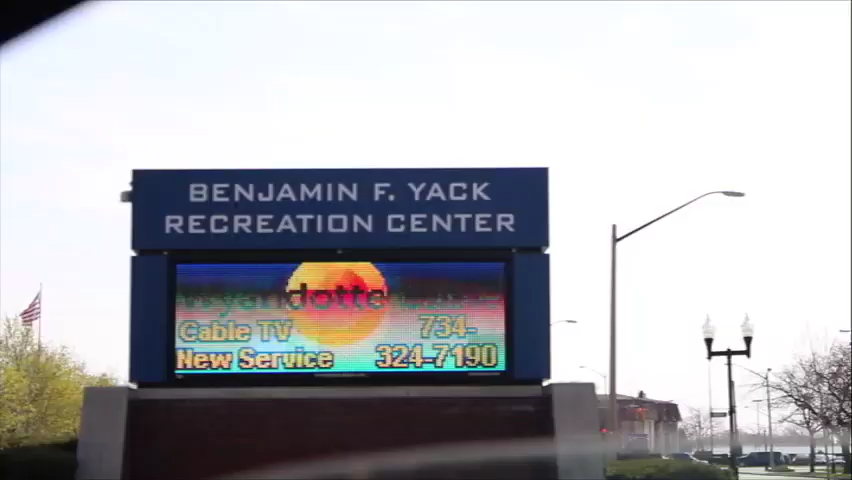 BENJAMIN F. YACK
RECREATION CENTER
Cable TV 734-
New Service 324-7190